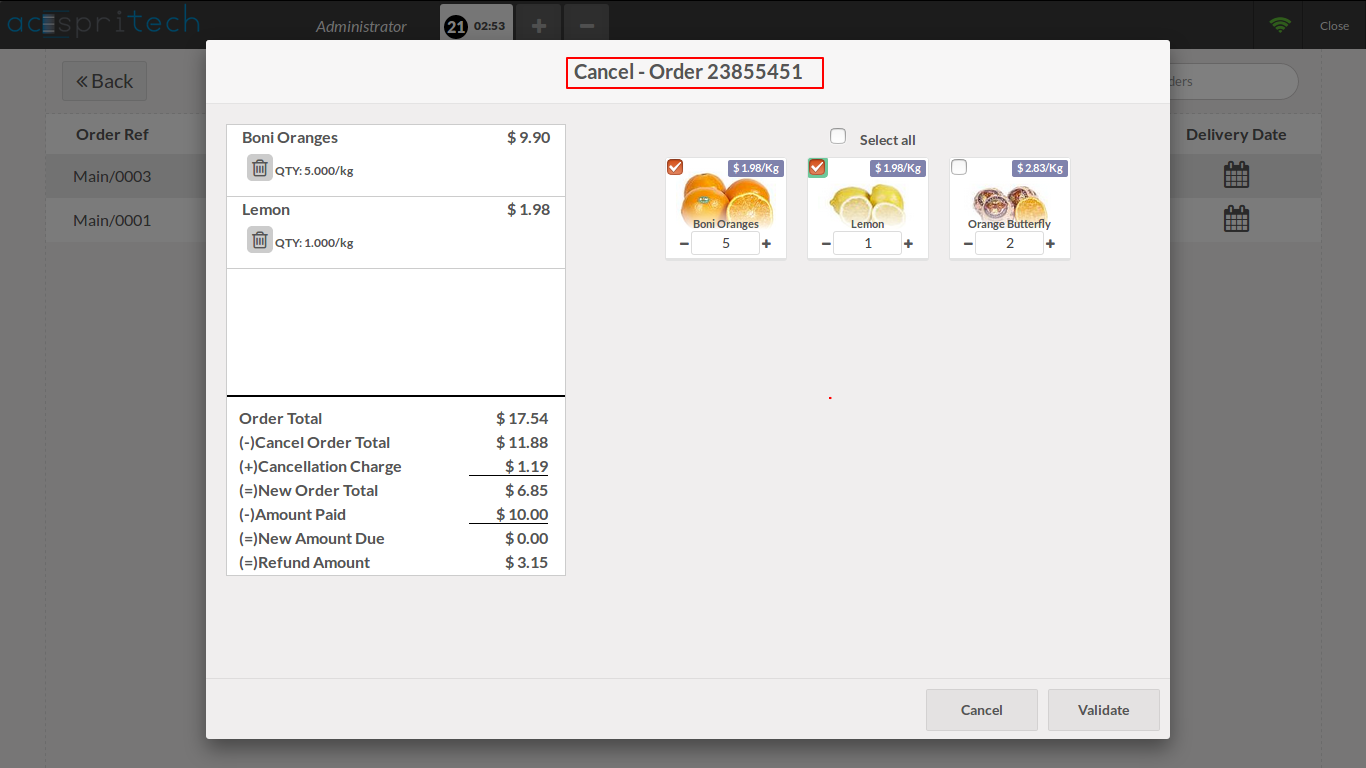 acespritech
Administrator
21 02:53
+
−
Close
Cancel - Order 23855451
« Back
ders
Order Ref
Delivery Date
Main/0003
Main/0001
Boni Oranges $ 9.90
QTY: 5.000/kg
Lemon $ 1.98
QTY: 1.000/kg
Order Total $ 17.54
(-)Cancel Order Total $ 11.88
(+)Cancellation Charge $ 1.19
(=)New Order Total $ 6.85
(-)Amount Paid $ 10.00
(=)New Amount Due $ 0.00
(=)Refund Amount $ 3.15
Select all
$ 1.98/Kg
Boni Oranges
− 5 +
$ 1.98/Kg
Lemon
− 1 +
$ 2.83/Kg
Orange Butterfly
− 2 +
Cancel
Validate